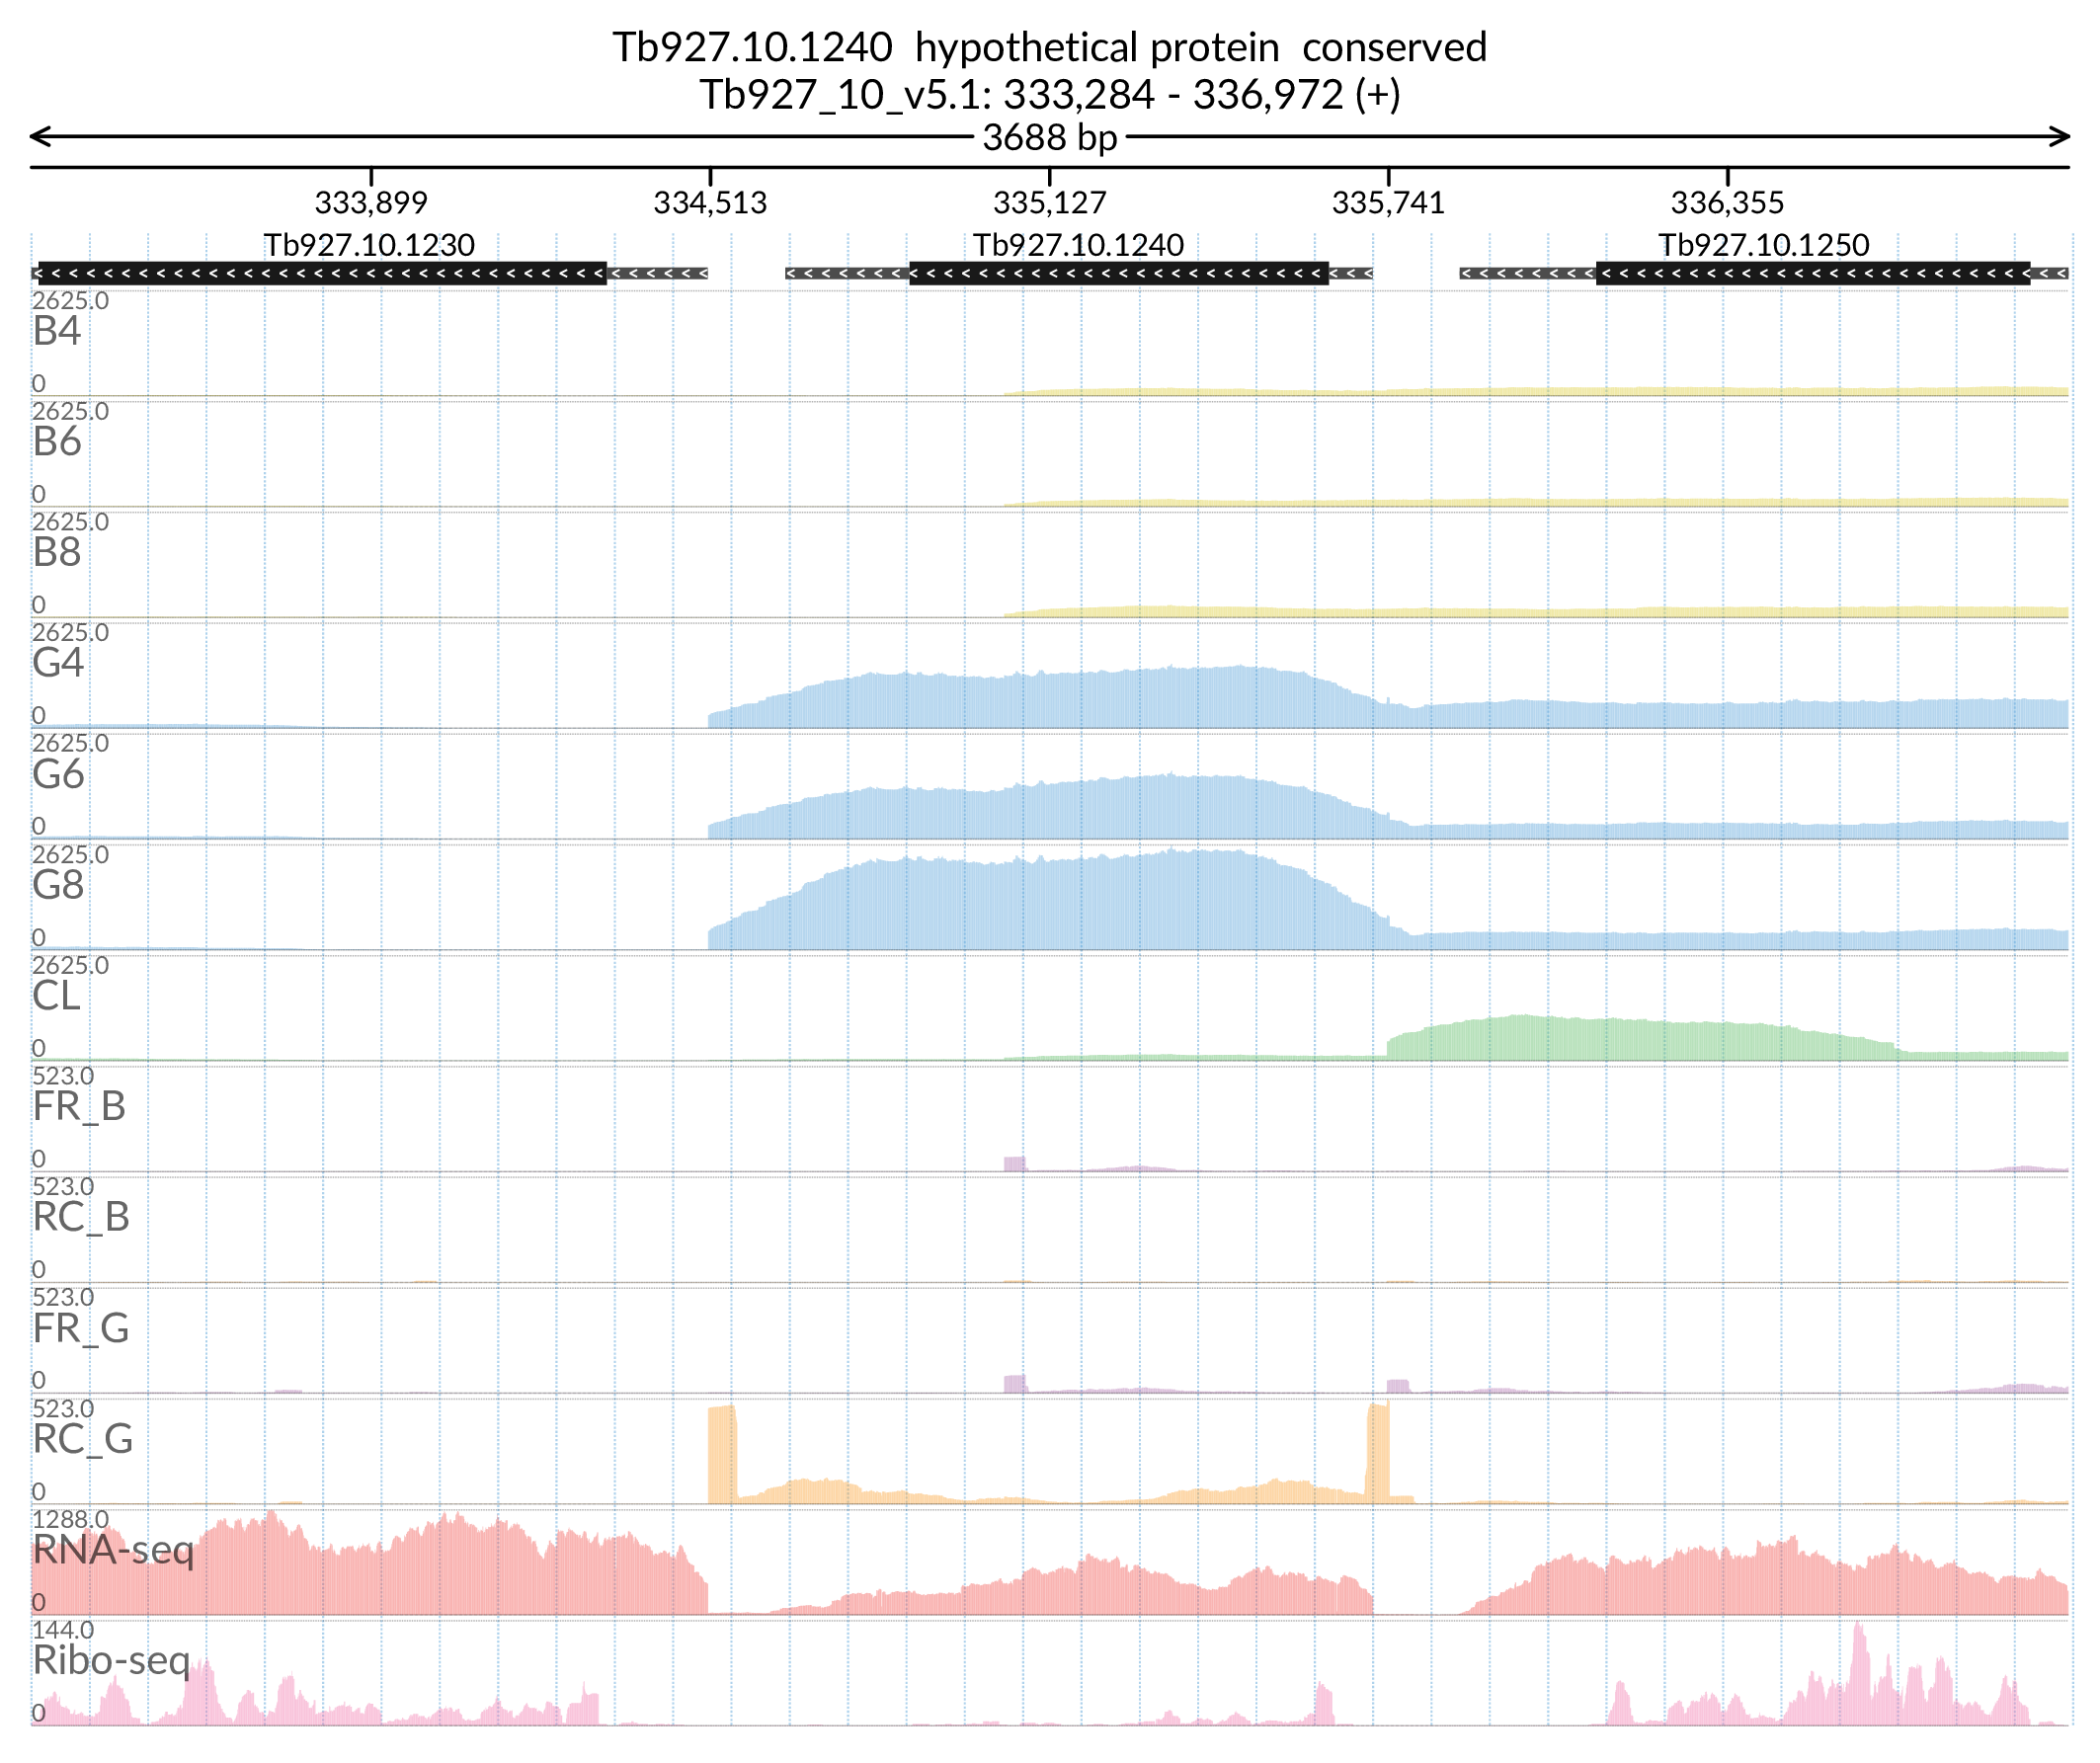 Tb927.10.1240  hypothetical protein  conserved
Tb927_10_v5.1: 333,284 - 336,972 (+)
3688 bp
333,899 334,513 335,127 335,741 336,355
Tb927.10.1230 Tb927.10.1240 Tb927.10.1250
2625.0
B4
0
2625.0
B6
0
2625.0
B8
0
2625.0
G4
0
2625.0
G6
0
2625.0
G8
0
2625.0
CL
0
523.0
FR_B
0
523.0
RC_B
0
523.0
FR_G
0
523.0
RC_G
0
1288.0
RNA-seq
0
144.0
Ribo-seq
0